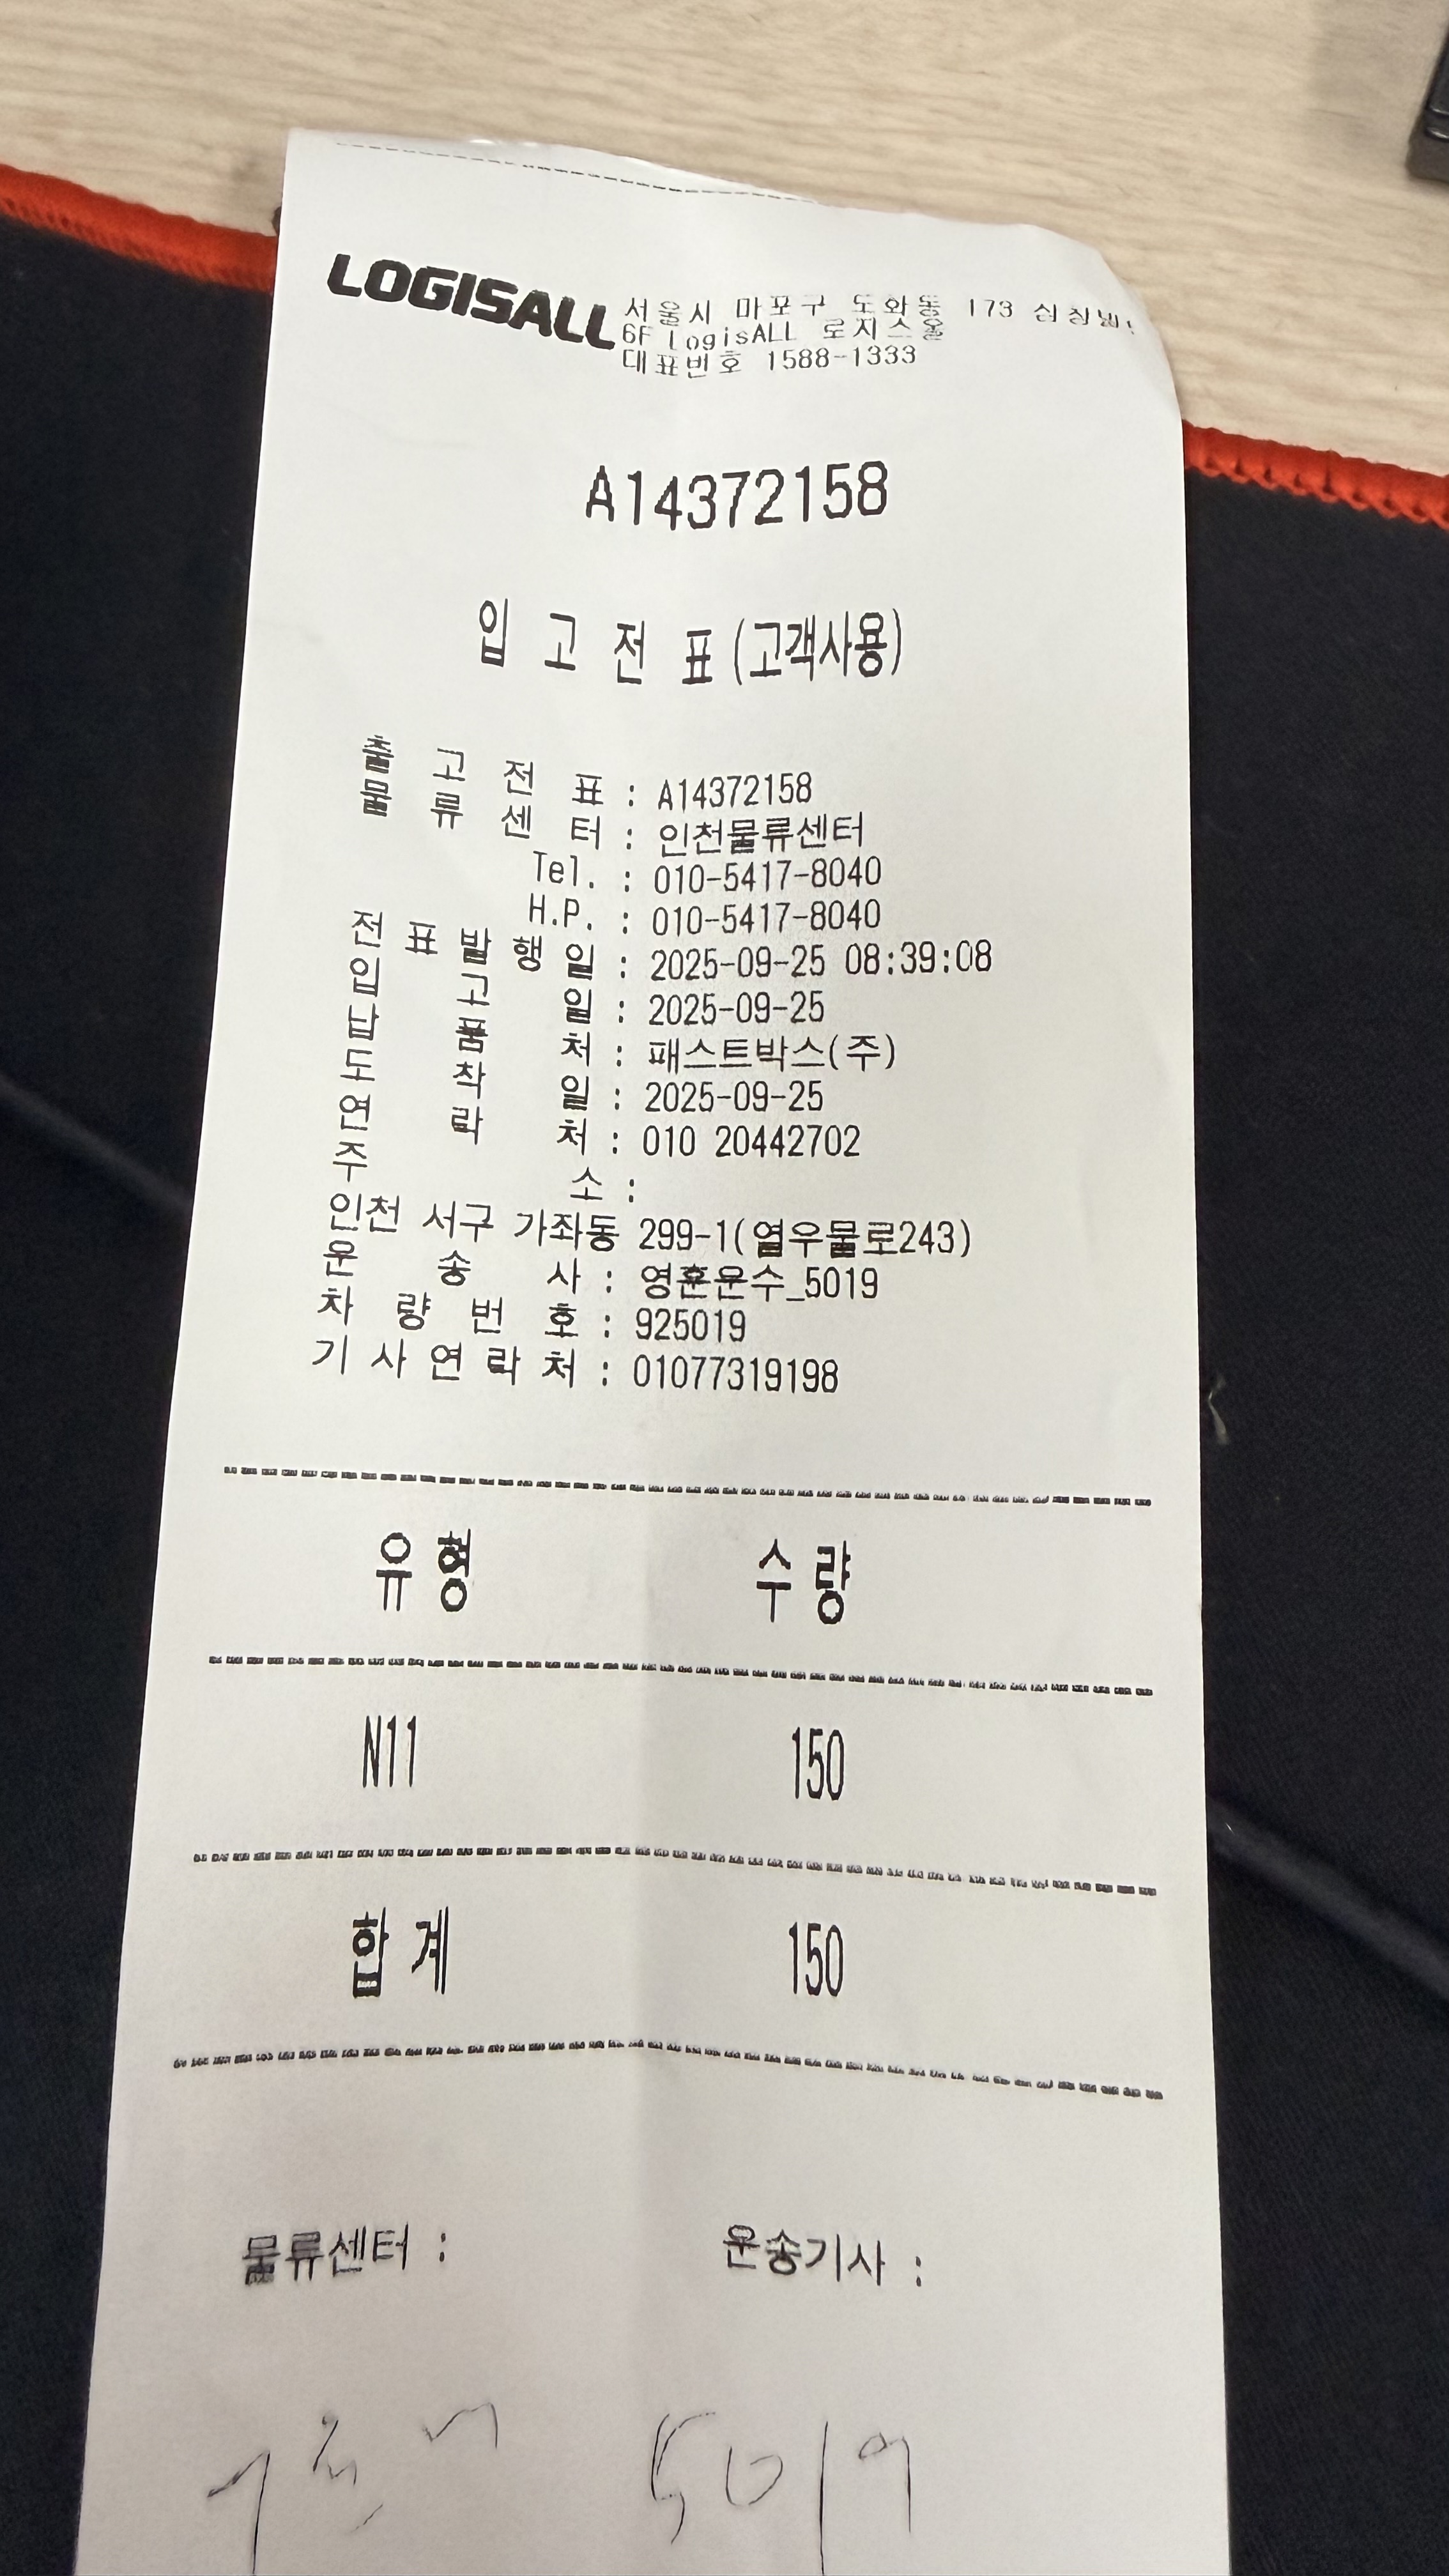 LOGISALL
서울시 마포구 도화동 173
6F LogisALL 로지스올
대표번호 1588-1333
A14372158
입 고 전 표(고객사용)
출 고 전 표 : A14372158
물 류 센 터 : 인천물류센터
Tel. : 010-5417-8040
H.P. : 010-5417-8040
전 표 발 행 일 : 2025-09-25 08:39:08
입 고 일 : 2025-09-25
납 품 처 : 패스트박스(주)
도 착 일 : 2025-09-25
연 락 처 : 010 20442702
주 소 :
인천 서구 가좌동 299-1(열우물로243)
운 송 사 : 영훈운수_5019
차 량 번 호 : 925019
기 사 연 락 처 : 01077319198
유 형 수 량
N11 150
합 계 150
물류센터 : 운송기사 :
5019